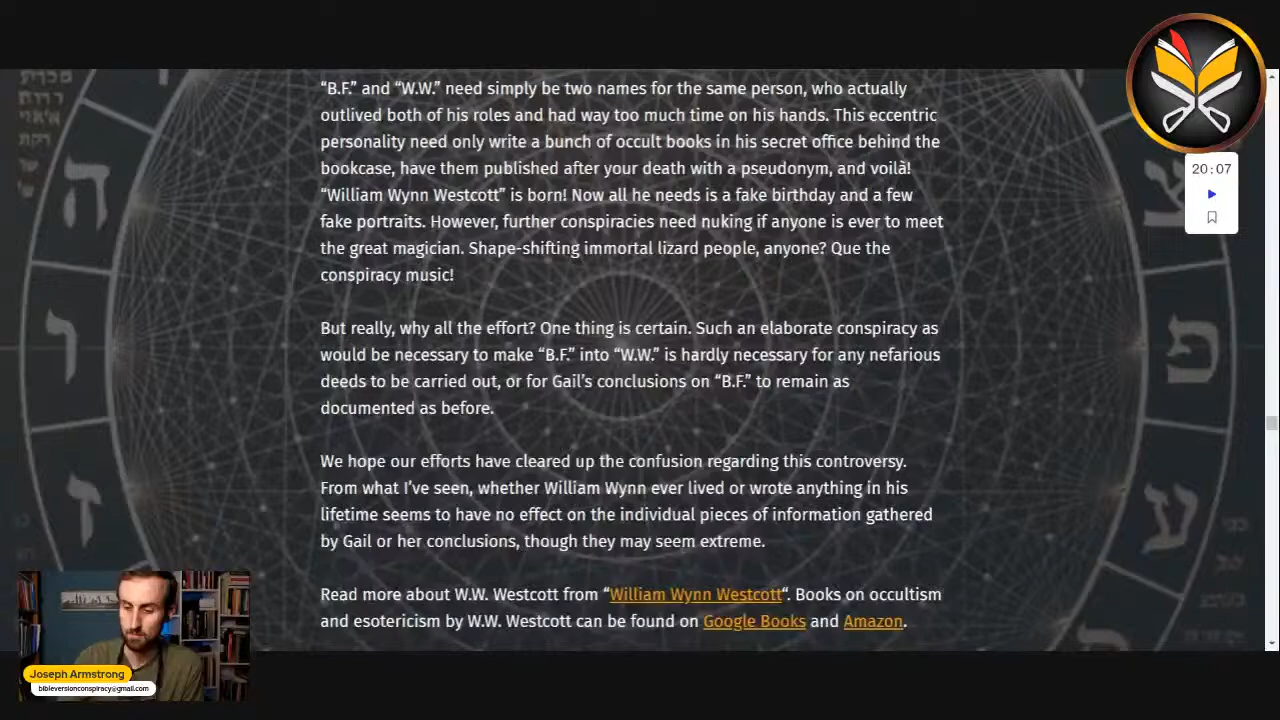 “B.F.” and “W.W.” need simply be two names for the same person, who actually
outlived both of his roles and had way too much time on his hands. This eccentric
personality need only write a bunch of occult books in his secret office behind the
bookcase, have them published after your death with a pseudonym, and voilà!
“William Wynn Westcott” is born! Now all he needs is a fake birthday and a few
fake portraits. However, further conspiracies need nuking if anyone is ever to meet
the great magician. Shape-shifting immortal lizard people, anyone? Que the
conspiracy music!
But really, why all the effort? One thing is certain. Such an elaborate conspiracy as
would be necessary to make “B.F.” into “W.W.” is hardly necessary for any nefarious
deeds to be carried out, or for Gail’s conclusions on “B.F.” to remain as
documented as before.
We hope our efforts have cleared up the confusion regarding this controversy.
From what I’ve seen, whether William Wynn ever lived or wrote anything in his
lifetime seems to have no effect on the individual pieces of information gathered
by Gail or her conclusions, though they may seem extreme.
Read more about W.W. Westcott from “William Wynn Westcott“. Books on occultism
and esotericism by W.W. Westcott can be found on Google Books and Amazon.
20:07
ה
ו
ז
צ
פ
ע
Joseph Armstrong
bibleversionconspiracy@gmail.com